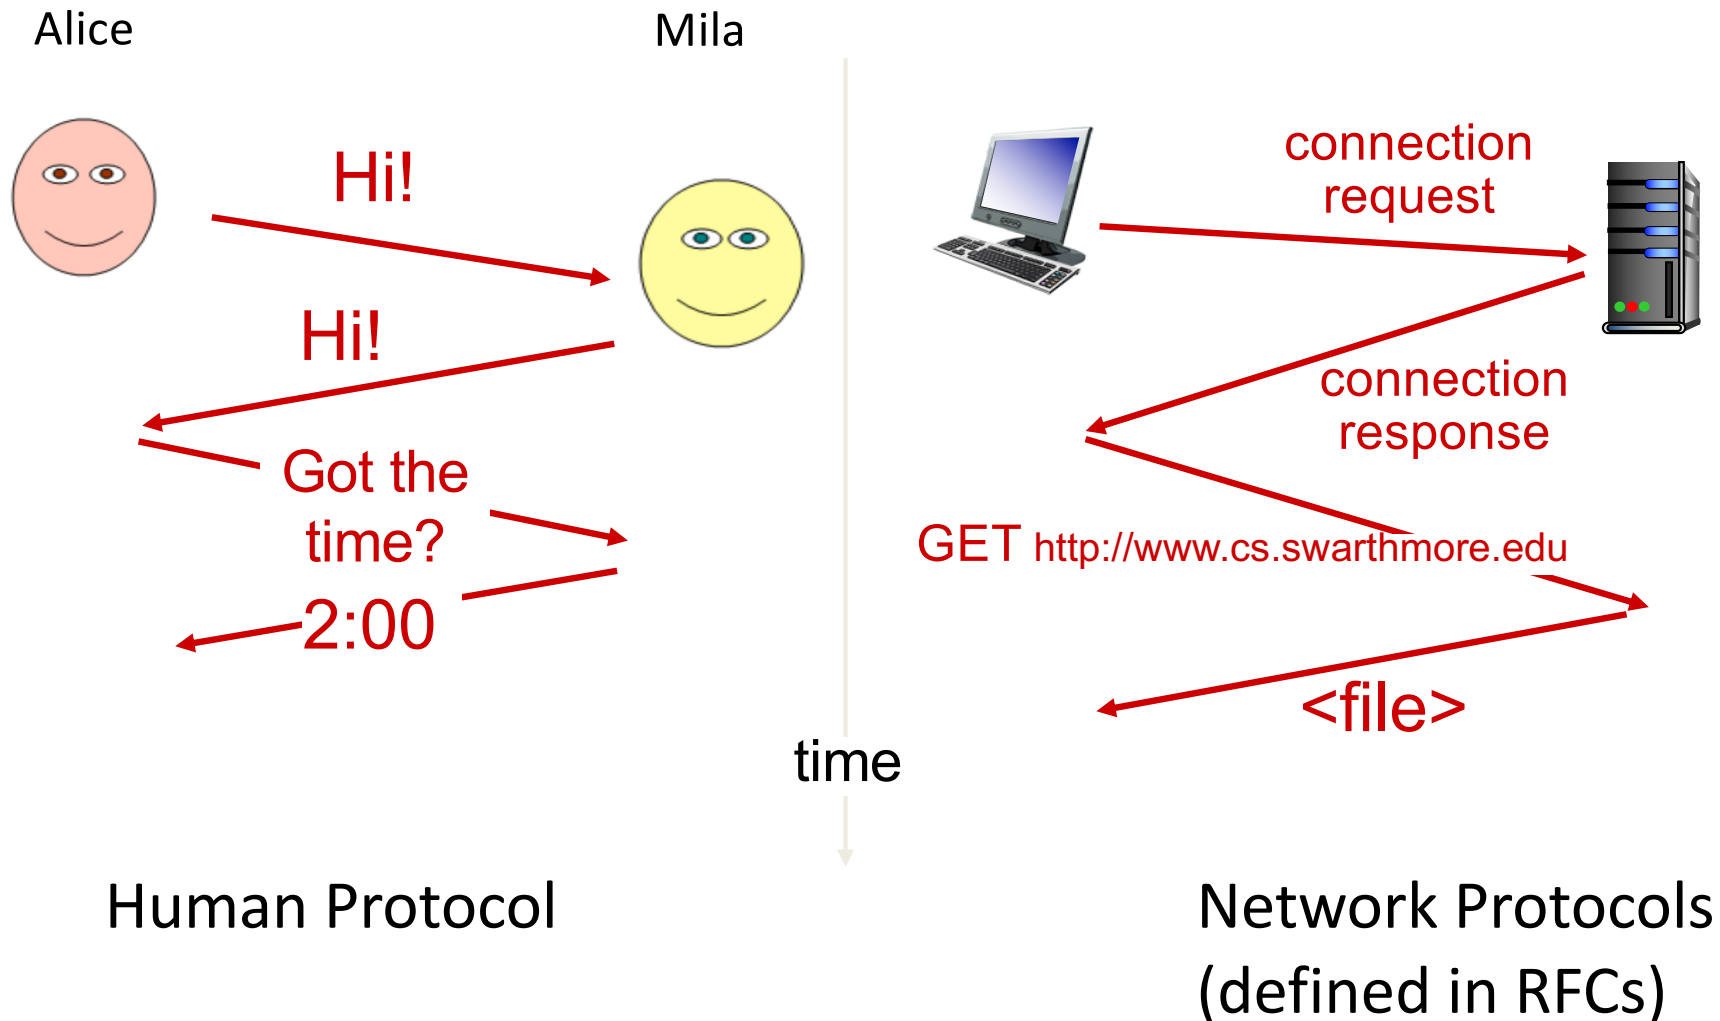 Alice
Mila
Hi!
Hi!
Got the
time?
2:00
connection
request
connection
response
GET http://www.cs.swarthmore.edu
<file>
time
Human Protocol
Network Protocols
(defined in RFCs)